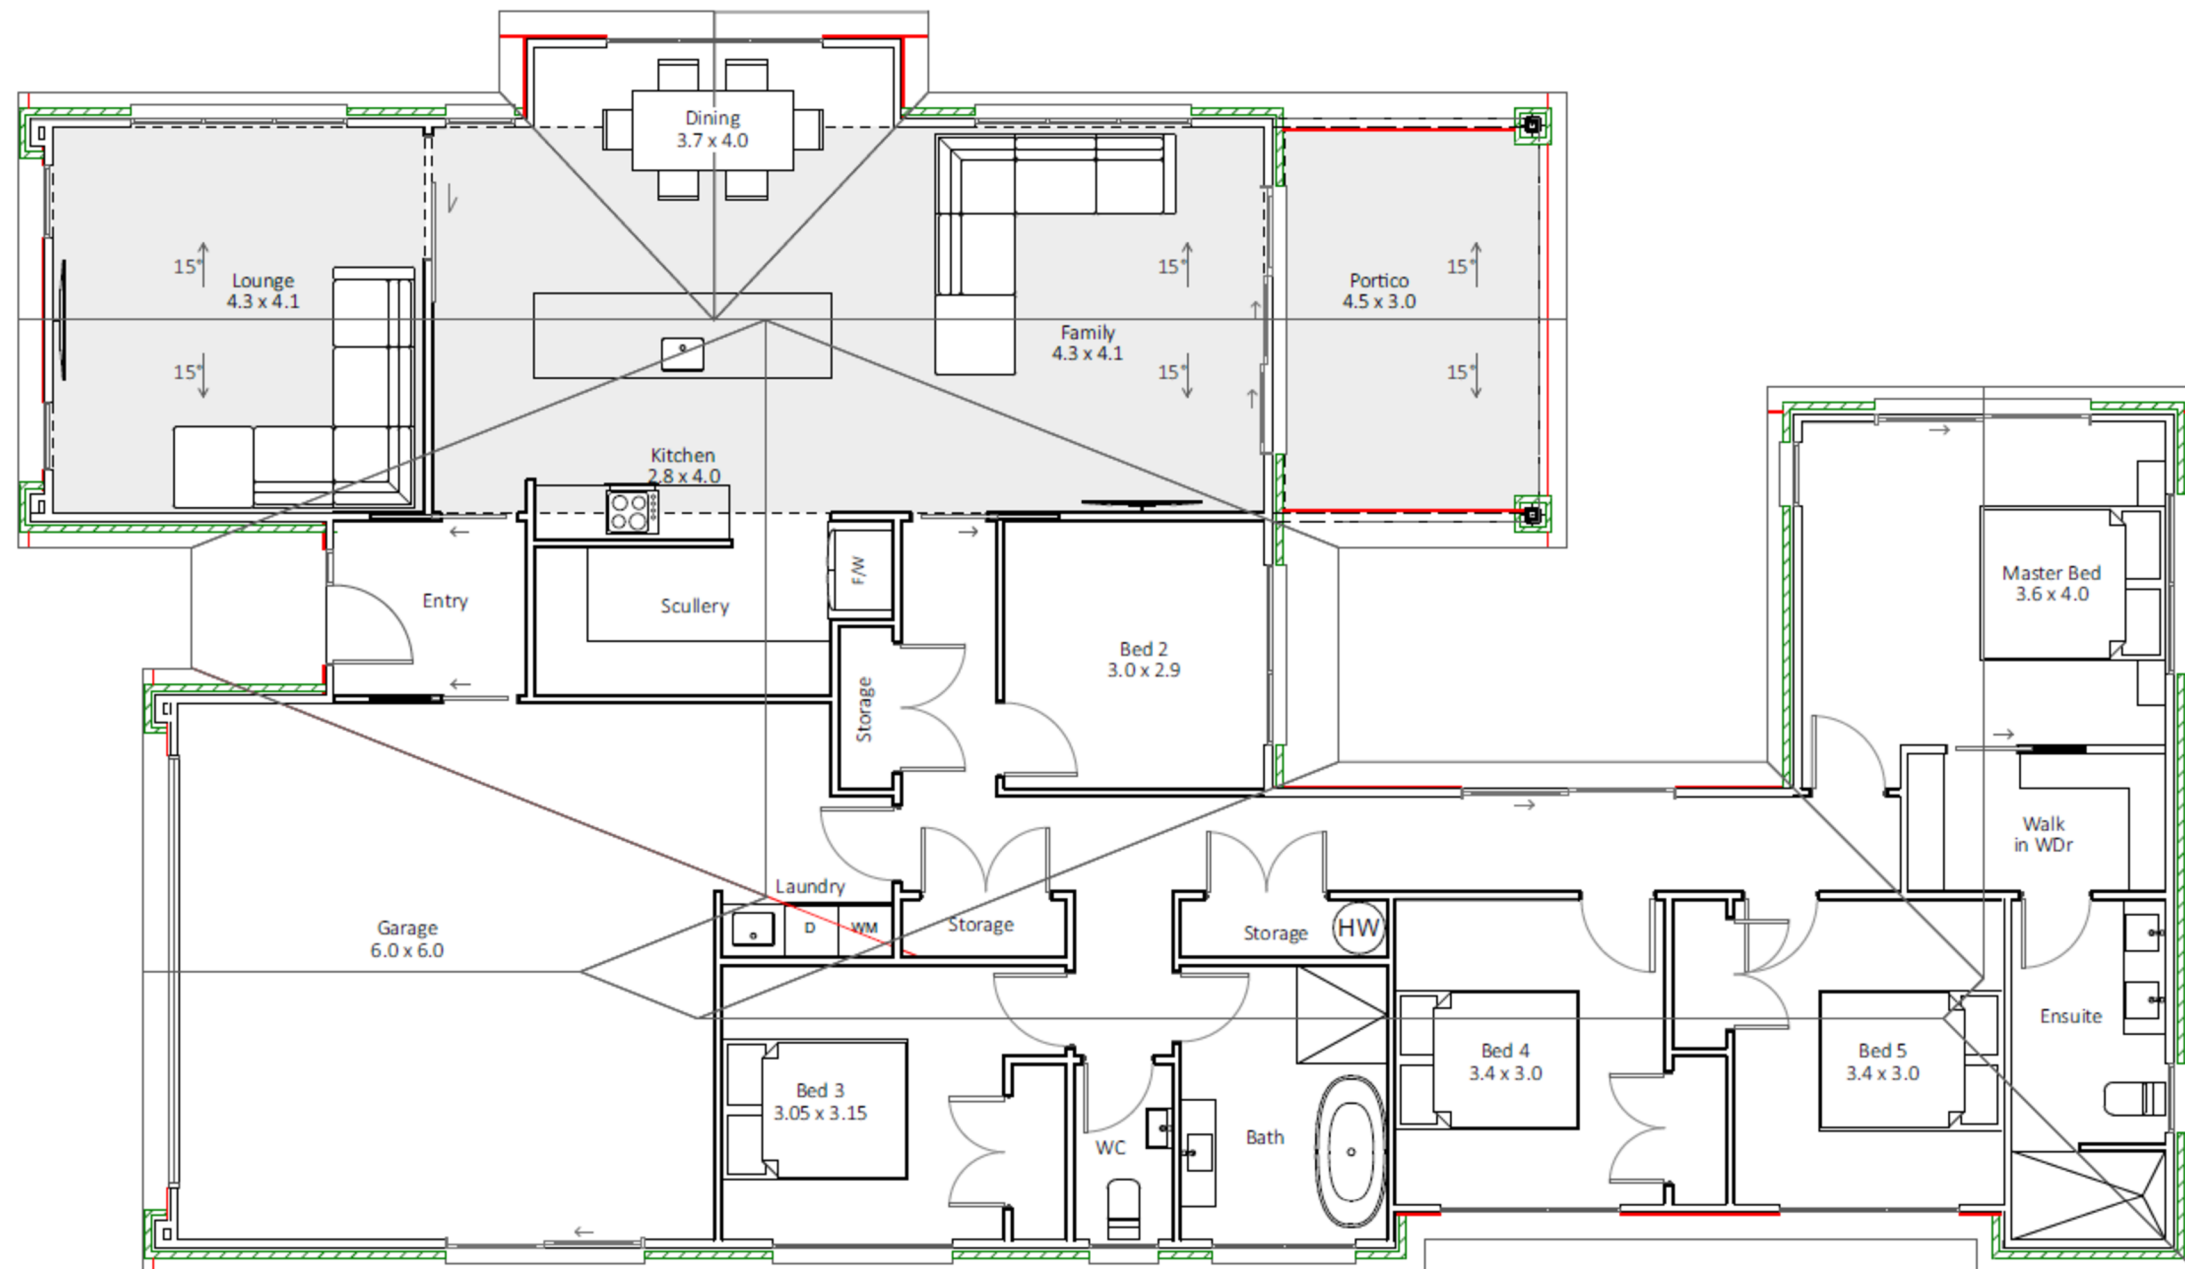 Dining
3.7 x 4.0
15°
Lounge
4.3 x 4.1
15°
15°
Family
4.3 x 4.1
15°
15°
Portico
4.5 x 3.0
15°
Kitchen
2.8 x 4.0
Entry
Scullery
F/W
Storage
Bed 2
3.0 x 2.9
Master Bed
3.6 x 4.0
Walk
in WDr
Laundry
D
WM
Storage
Storage
HW
Garage
6.0 x 6.0
Bed 3
3.05 x 3.15
WC
Bath
Bed 4
3.4 x 3.0
Bed 5
3.4 x 3.0
Ensuite